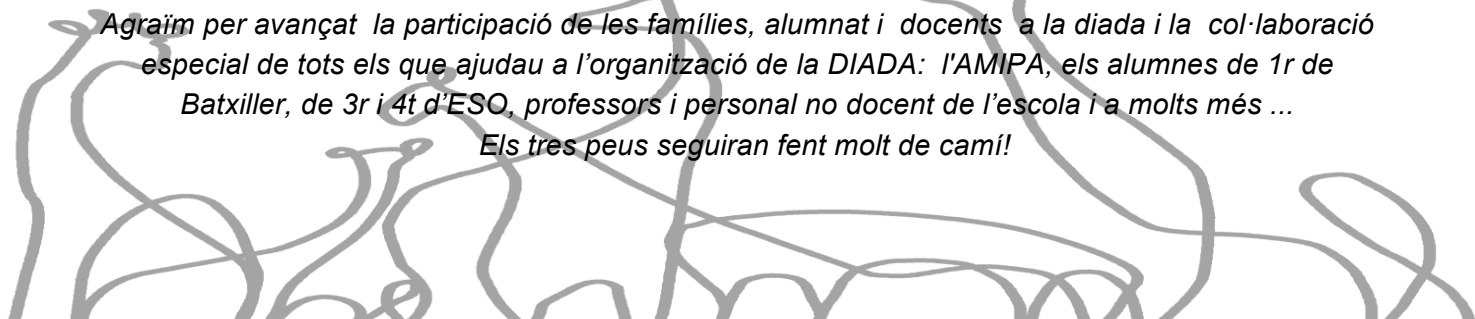 Agraïm per avançat la participació de les famílies, alumnat i docents a la diada i la col·laboració
especial de tots els que ajudau a l’organització de la DIADA: l'AMIPA, els alumnes de 1r de
Batxiller, de 3r i 4t d’ESO, professors i personal no docent de l’escola i a molts més ...
Els tres peus seguiran fent molt de camí!